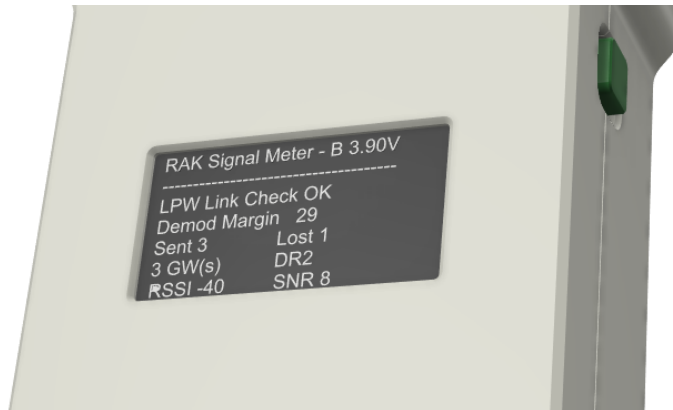 RAK Signal Meter - B 3.90V
------------------------------------
LPW Link Check OK
Demod Margin 29
Sent 3 Lost 1
3 GW(s) DR2
RSSI -40 SNR 8